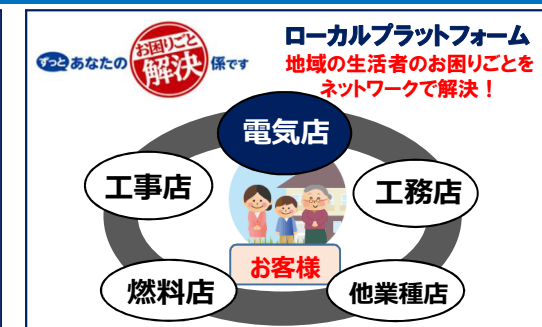 ずっとあなたの お困りごと 解決 係です
ローカルプラットフォーム
地域の生活者のお困りごとを
ネットワークで解決！
電気店
工事店
工務店
お客様
燃料店
他業種店